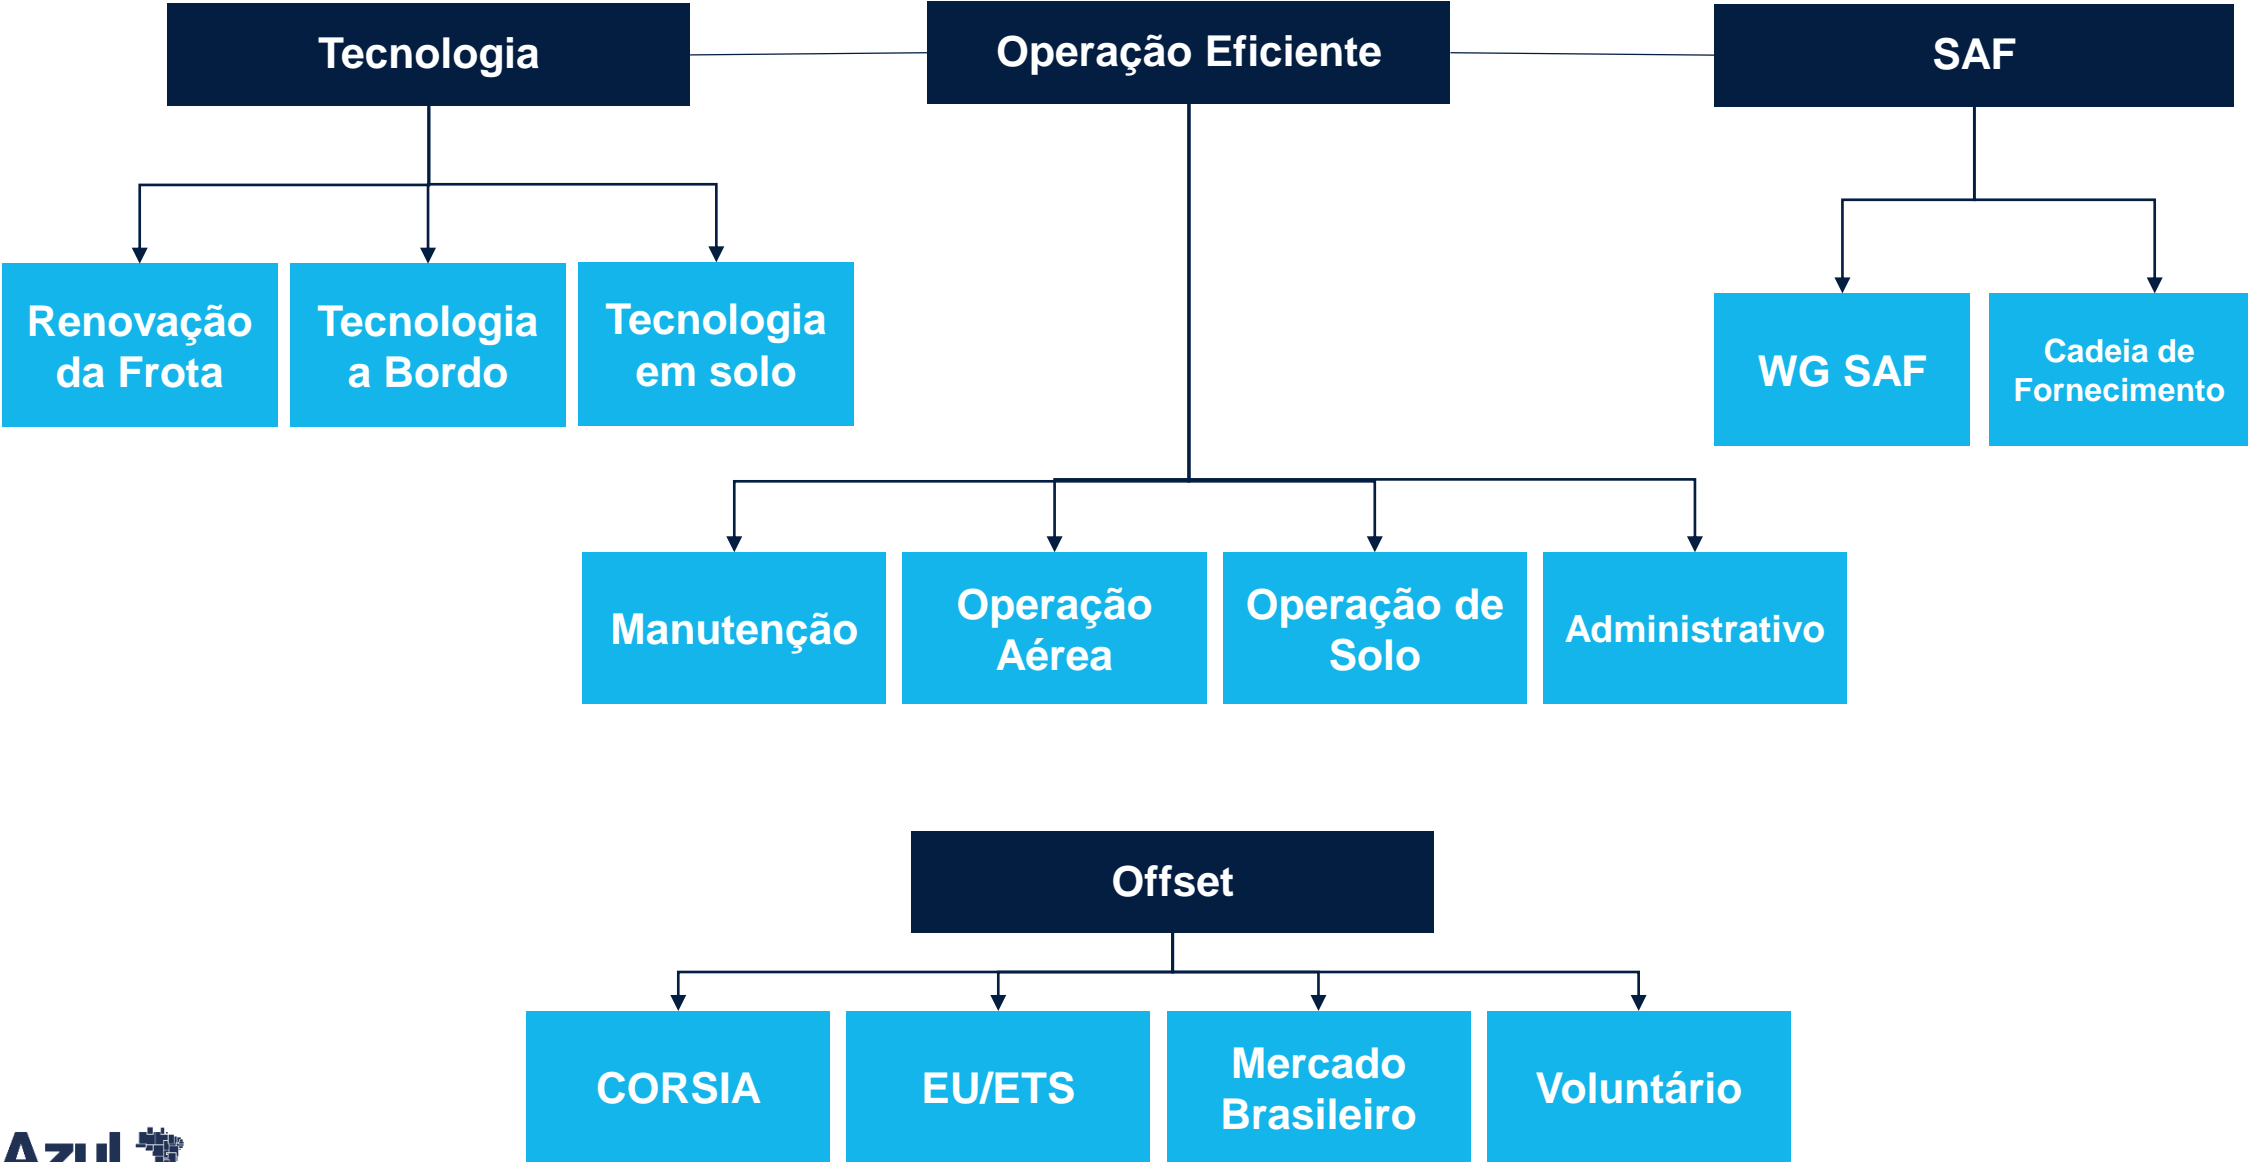 Tecnologia
Operação Eficiente
SAF
Renovação
da Frota
Tecnologia
a Bordo
Tecnologia
em solo
WG SAF
Cadeia de
Fornecimento
Manutenção
Operação
Aérea
Operação de
Solo
Administrativo
Offset
CORSIA
EU/ETS
Mercado
Brasileiro
Voluntário
Azul